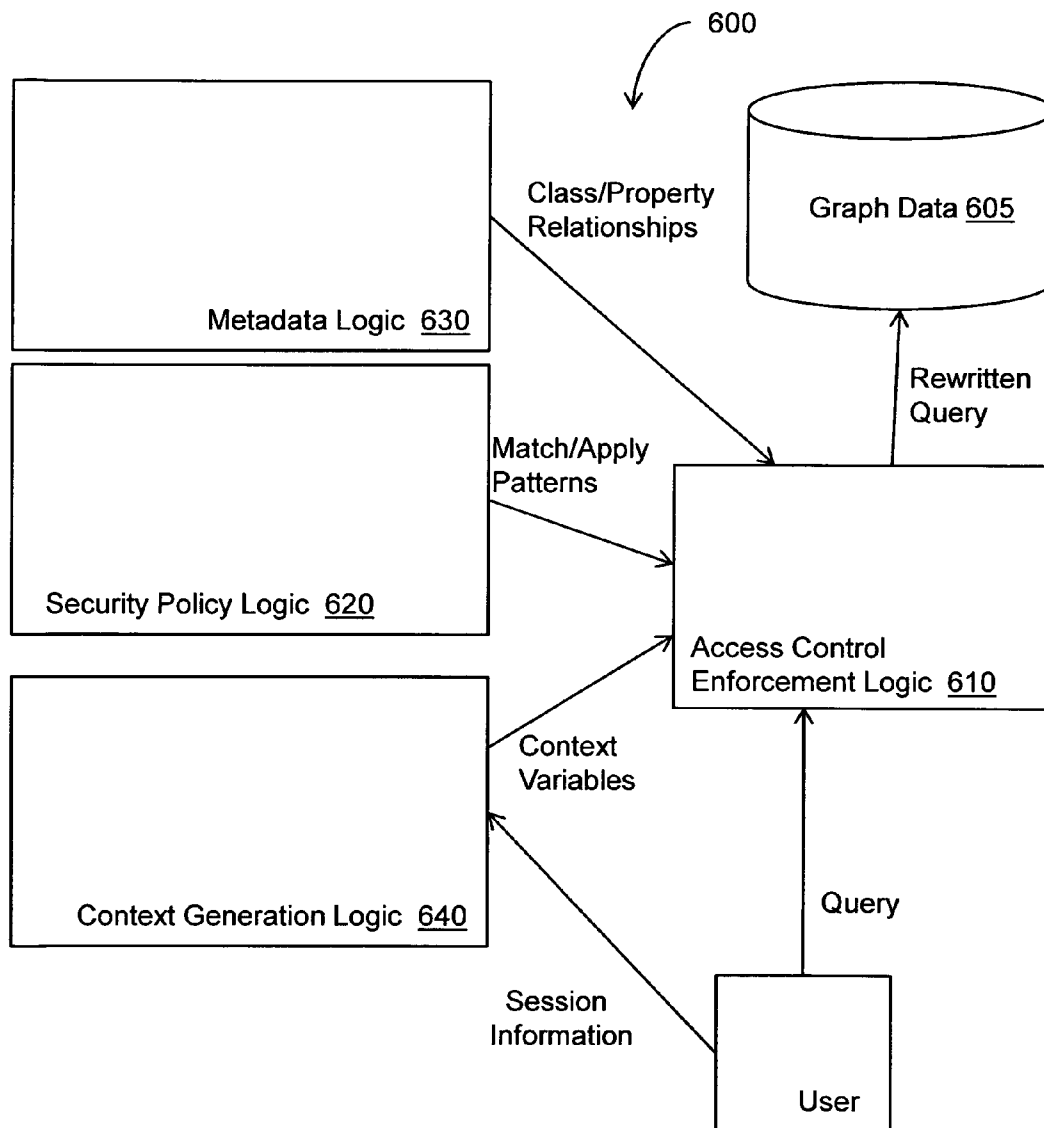 600
Class/Property
Relationships
Graph Data 605
Metadata Logic 630
Rewritten
Query
Match/Apply
Patterns
Security Policy Logic 620
Access Control
Enforcement Logic 610
Context
Variables
Context Generation Logic 640
Query
Session
Information
User